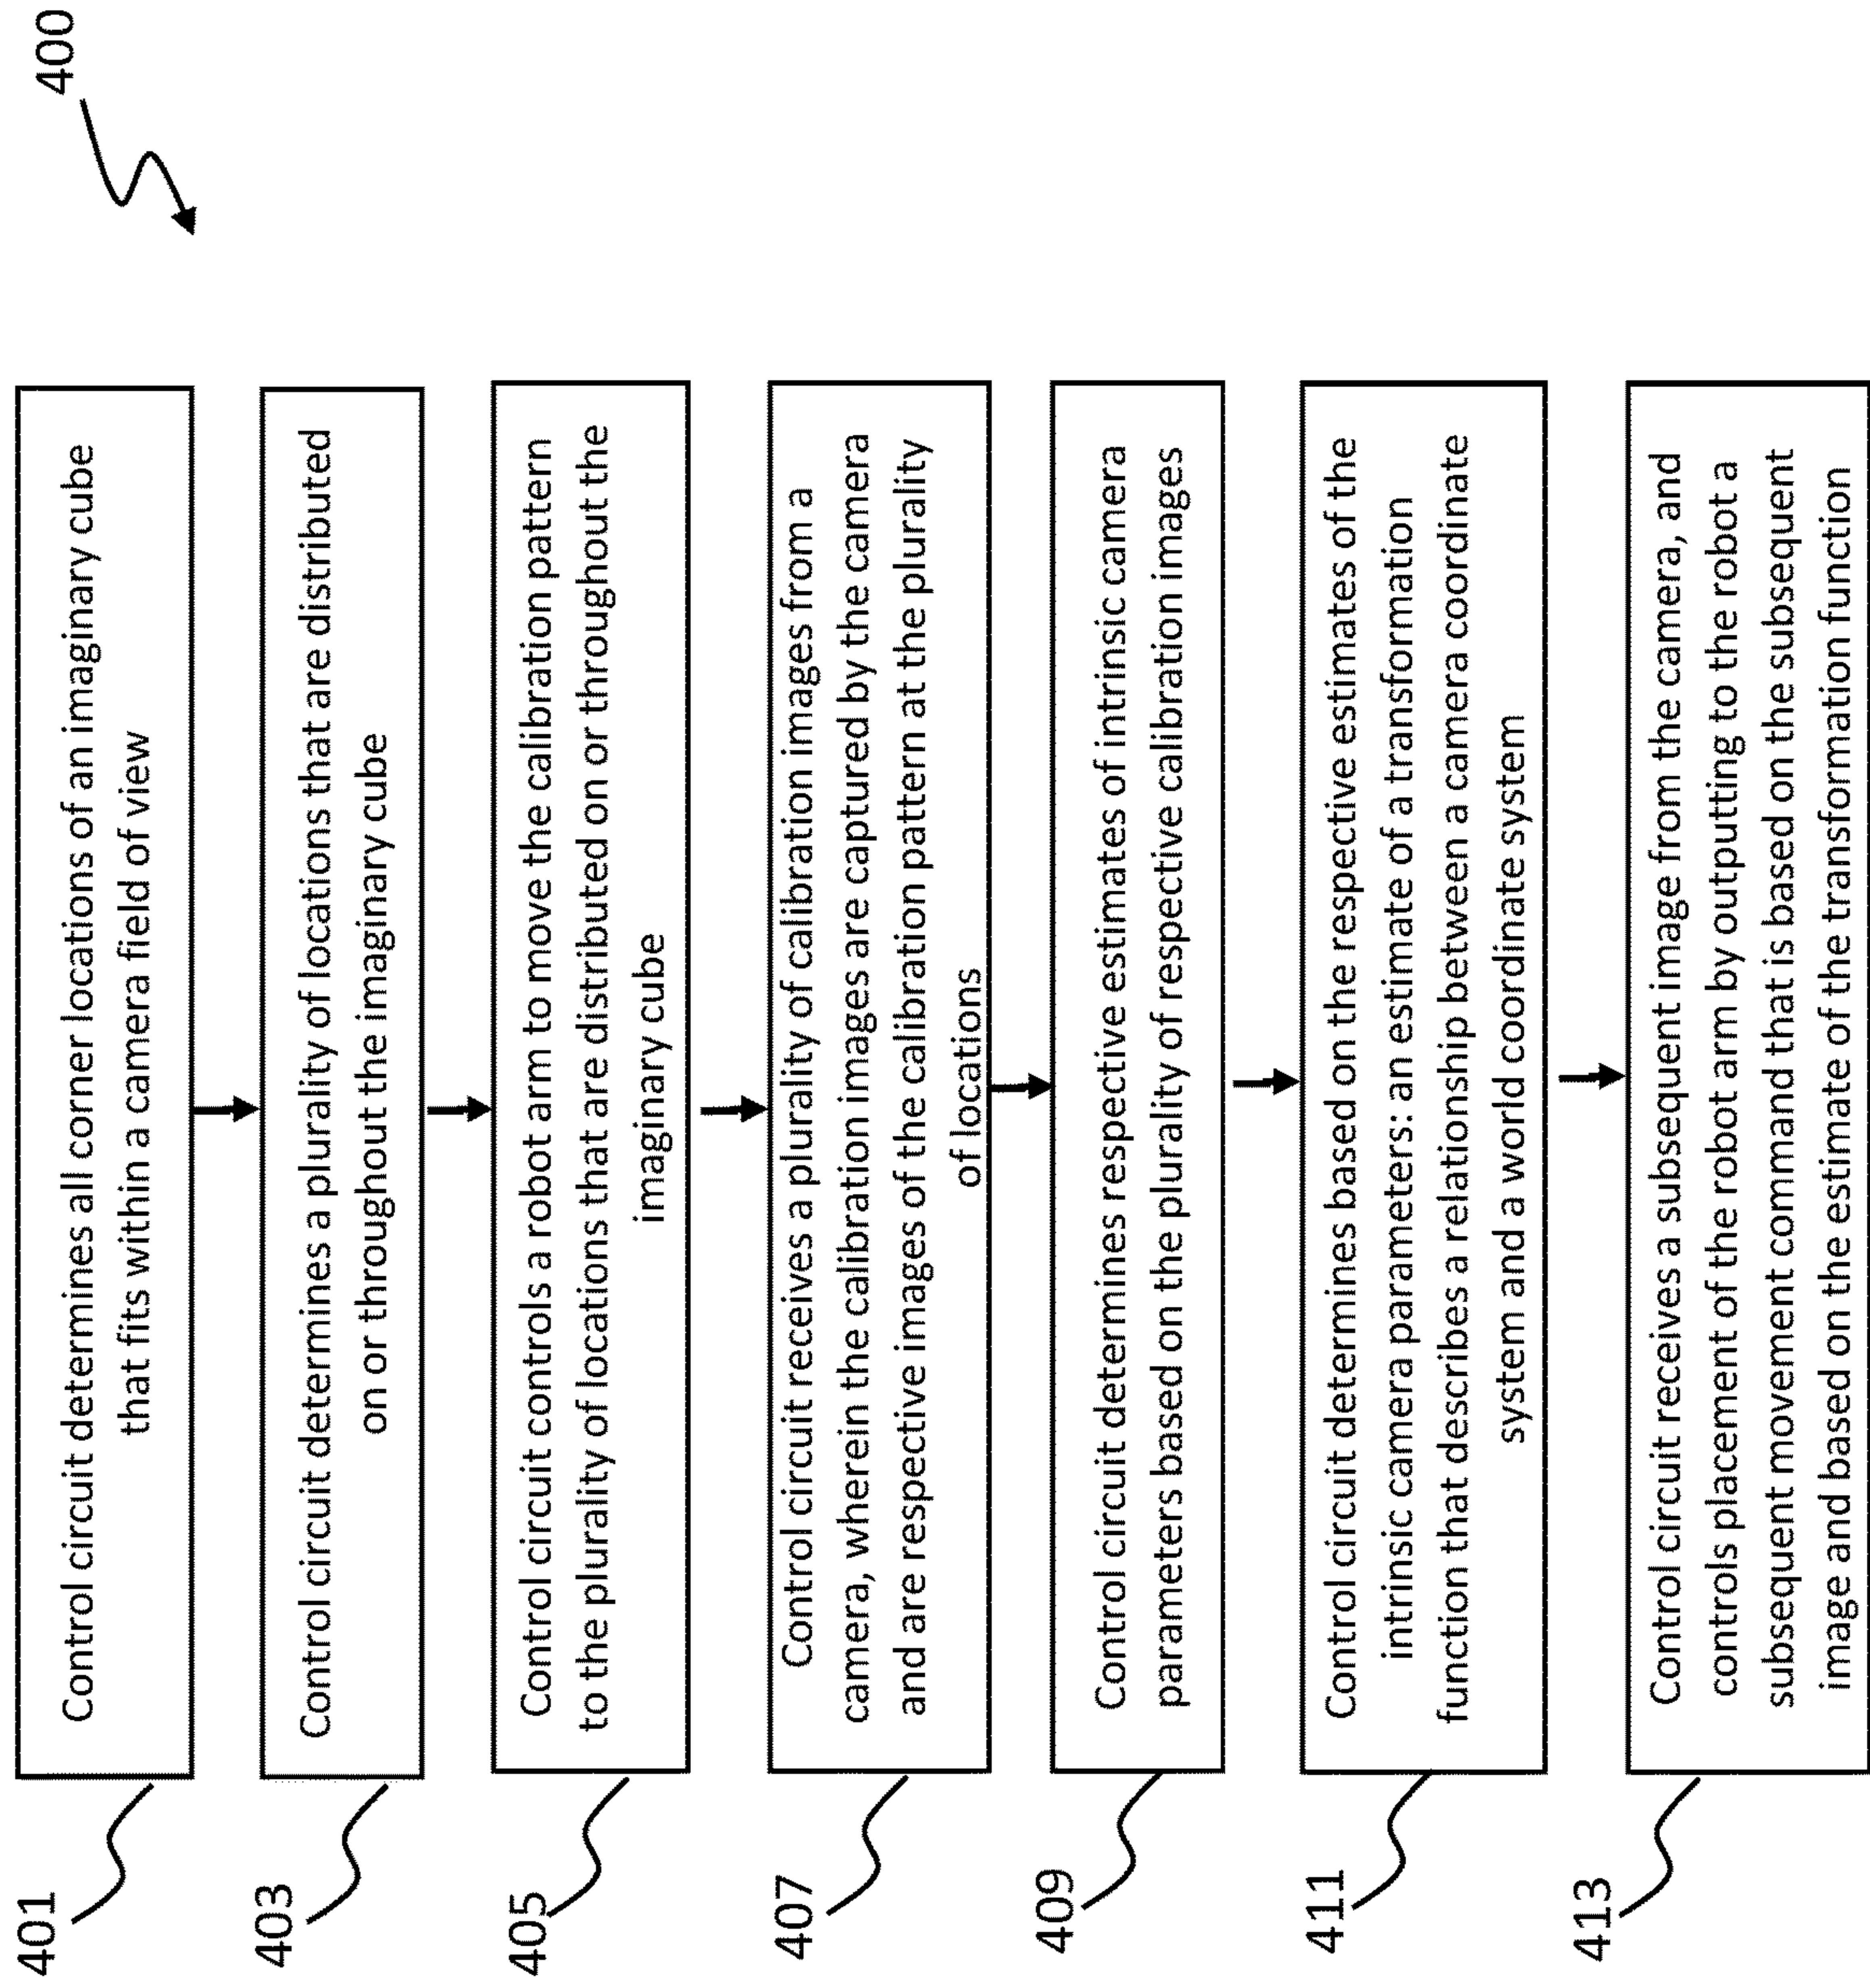 400
401
Control circuit determines all corner locations of an imaginary cube
that fits within a camera field of view
403
Control circuit determines a plurality of locations that are distributed
on or throughout the imaginary cube
405
Control circuit controls a robot arm to move the calibration pattern
to the plurality of locations that are distributed on or throughout the
imaginary cube
407
Control circuit receives a plurality of calibration images from a
camera, wherein the calibration images are captured by the camera
and are respective images of the calibration pattern at the plurality
of locations
409
Control circuit determines respective estimates of intrinsic camera
parameters based on the plurality of respective calibration images
411
Control circuit determines based on the respective estimates of the
intrinsic camera parameters: an estimate of a transformation
function that describes a relationship between a camera coordinate
system and a world coordinate system
413
Control circuit receives a subsequent image from the camera, and
controls placement of the robot arm by outputting to the robot a
subsequent movement command that is based on the subsequent
image and based on the estimate of the transformation function